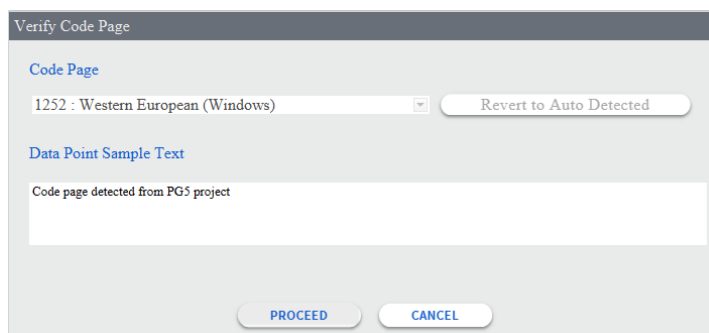 Verify Code Page
Code Page
1252 : Western European (Windows)
Revert to Auto Detected
Data Point Sample Text
Code page detected from PG5 project
PROCEED
CANCEL